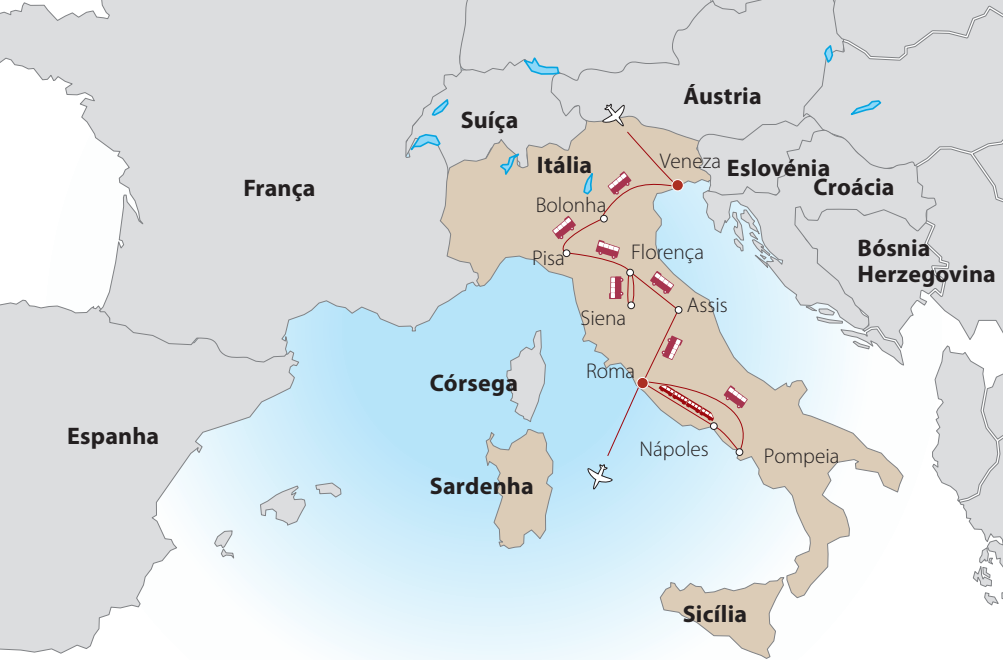 Áustria
Suíça
Itália
Veneza
Eslovénia
França
Croácia
Bolonha
Bósnia
Herzegovina
Pisa
Florença
Assis
Siena
Roma
Córsega
Espanha
Nápoles
Pompeia
Sardenha
Sicília